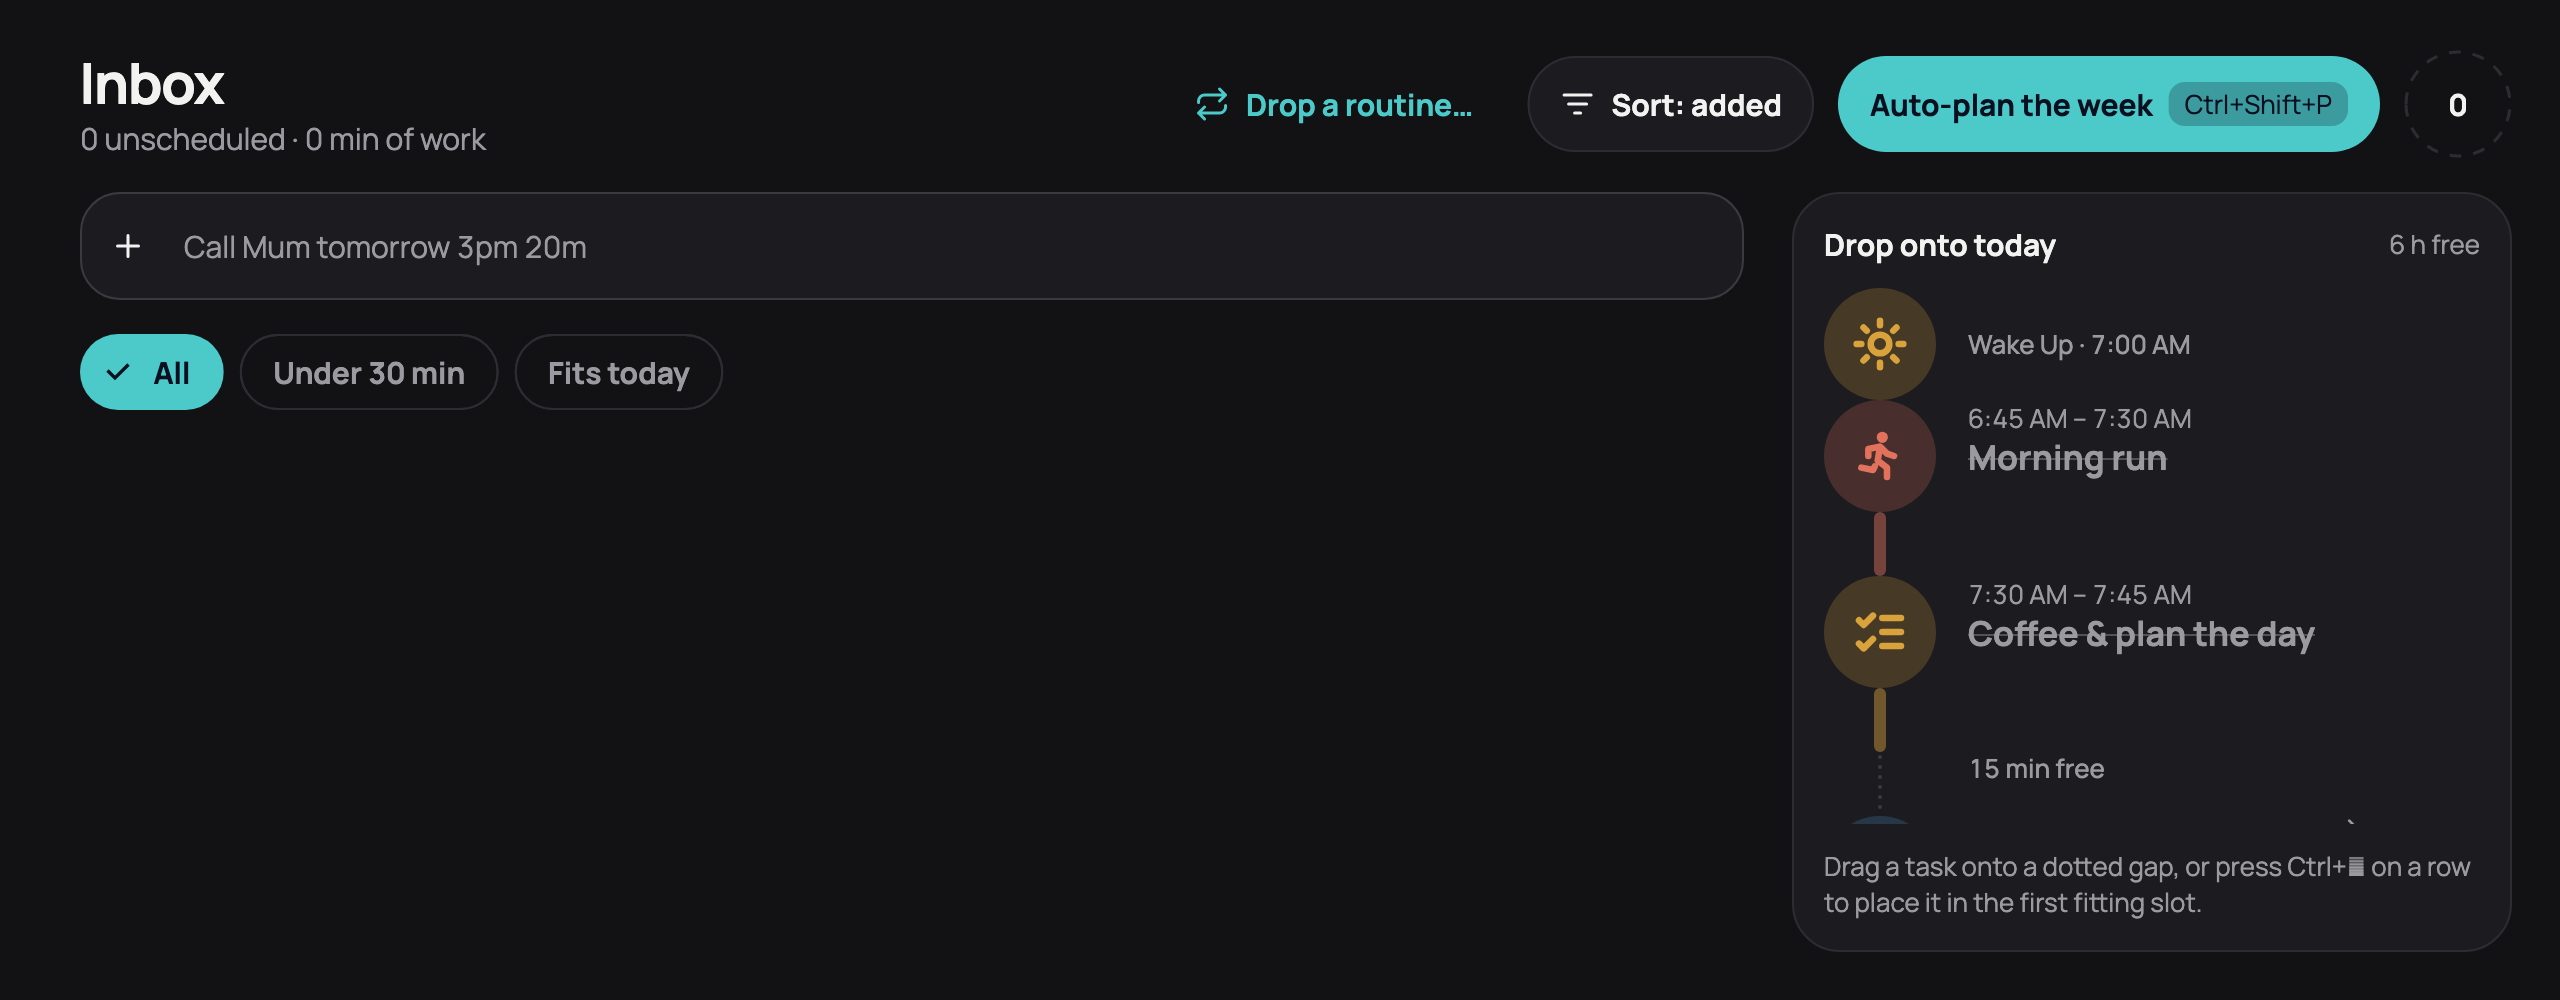 Inbox
0 unscheduled · 0 min of work
Drop a routine...
Sort: added
Auto-plan the week Ctrl+Shift+P
0
Call Mum tomorrow 3pm 20m
All
Under 30 min
Fits today
Drop onto today
6 h free
Wake Up · 7:00 AM
6:45 AM – 7:30 AM
Morning run
7:30 AM – 7:45 AM
Coffee & plan the day
15 min free
Drag a task onto a dotted gap, or press Ctrl+ on a row
to place it in the first fitting slot.